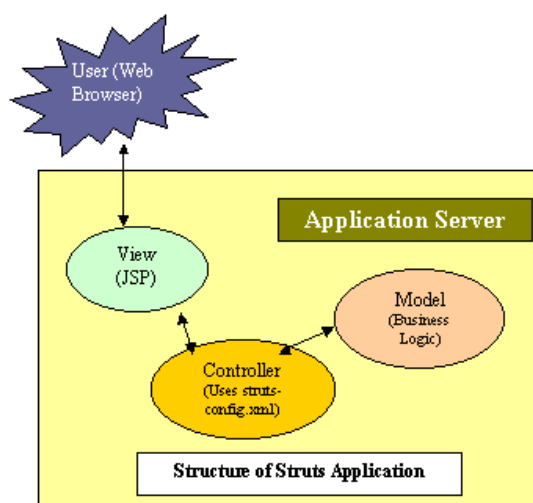 User (Web
Browser)
Application Server
View
(JSP)
Model
(Business
Logic)
Controller
(Uses struts-
config.xml)
Structure of Struts Application